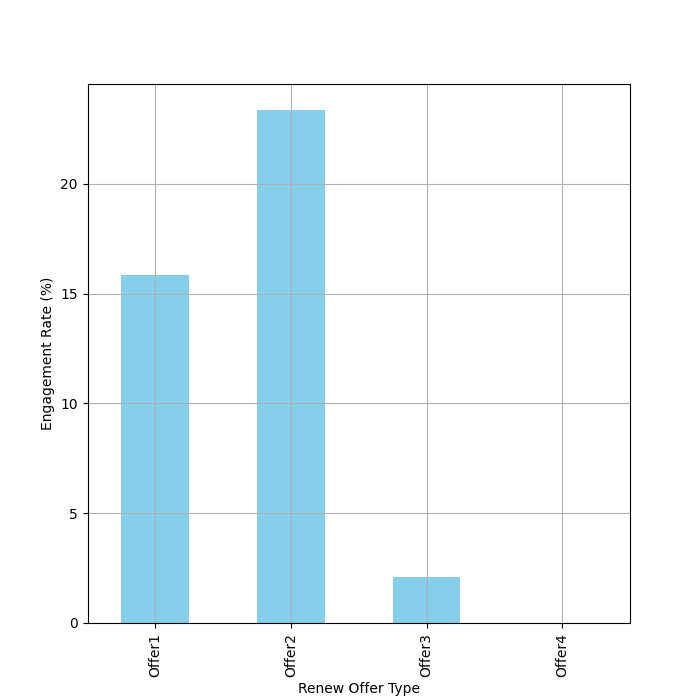 Engagement Rate (%)
20
15
10
5
0
Offer1
Offer2
Offer3
Offer4
Renew Offer Type